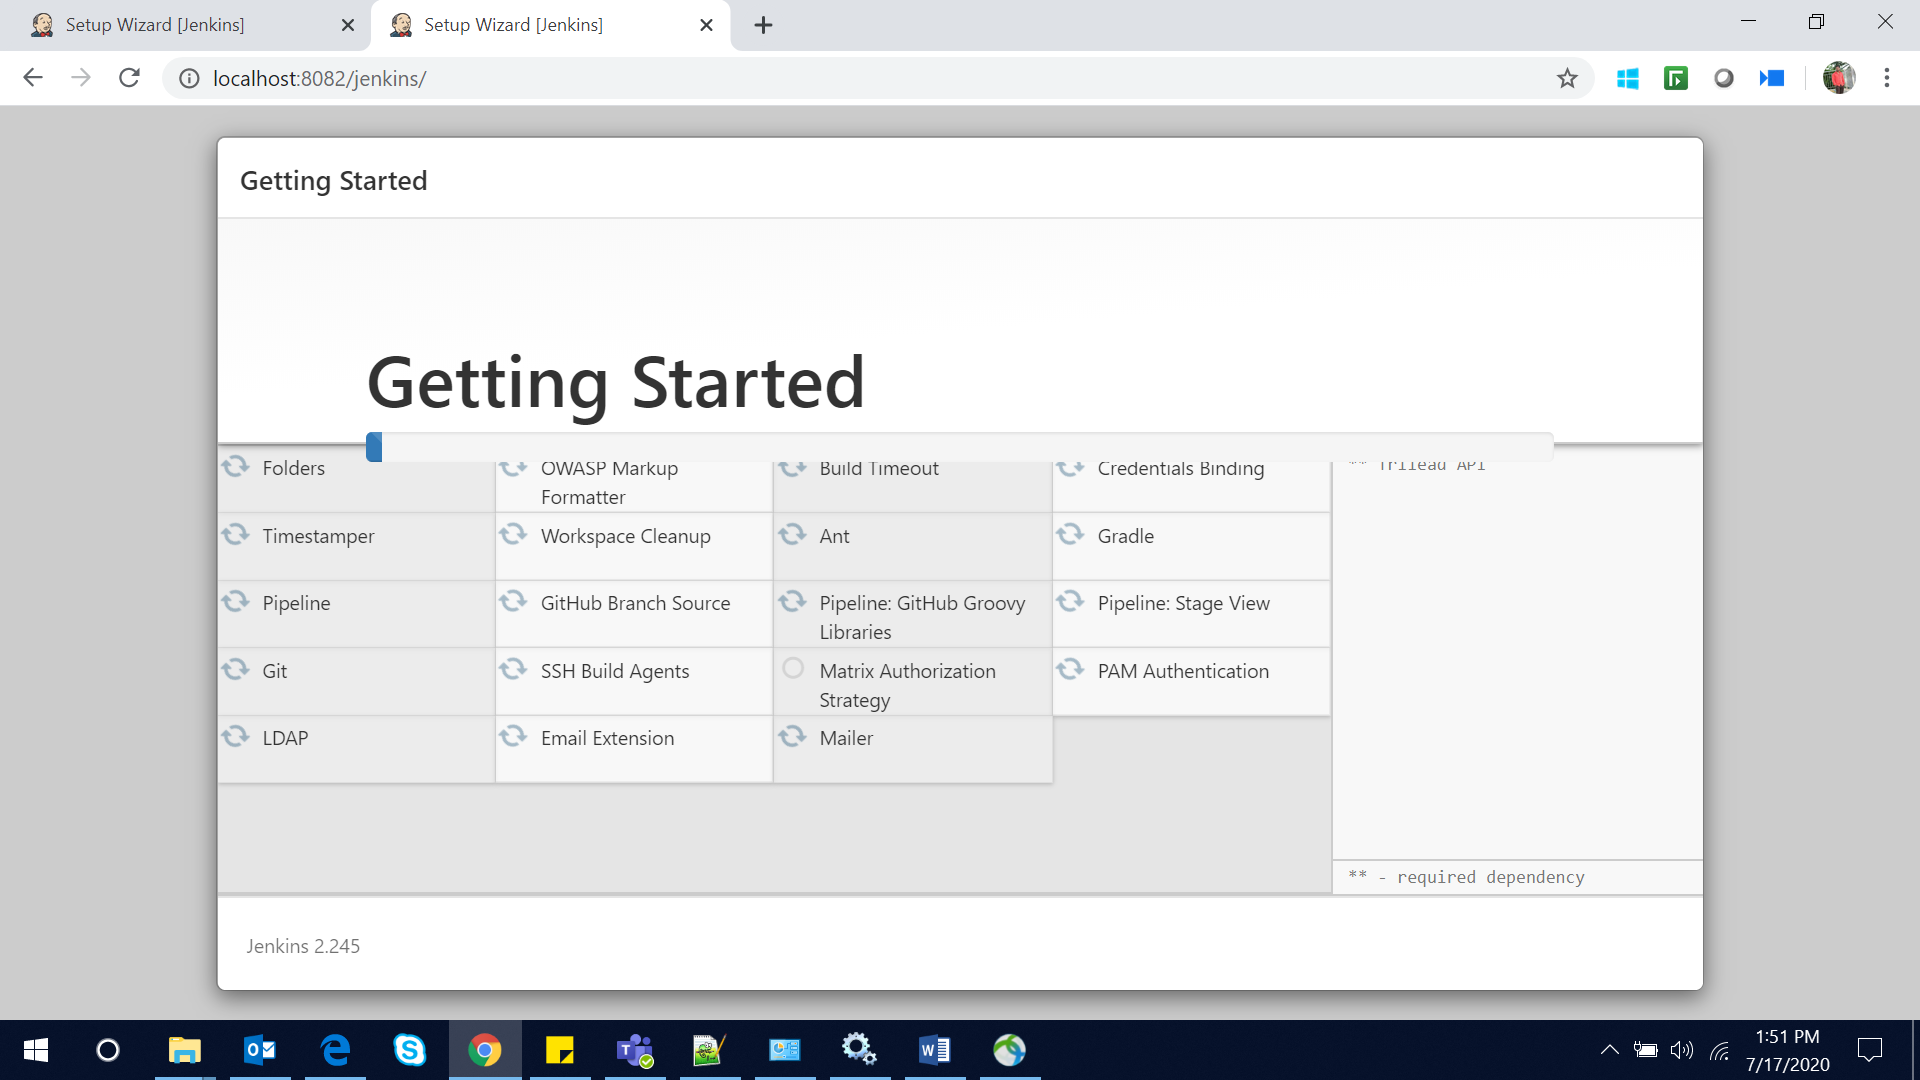 Setup Wizard [Jenkins]
Setup Wizard [Jenkins]
localhost:8082/jenkins/
Getting Started
Getting Started
Folders
OWASP Markup
Formatter
Build Timeout
Credentials Binding
** Trilead API
Timestamper
Workspace Cleanup
Ant
Gradle
Pipeline
GitHub Branch Source
Pipeline: GitHub Groovy
Libraries
Pipeline: Stage View
Git
SSH Build Agents
Matrix Authorization
Strategy
PAM Authentication
LDAP
Email Extension
Mailer
** - required dependency
Jenkins 2.245
1:51 PM
7/17/2020